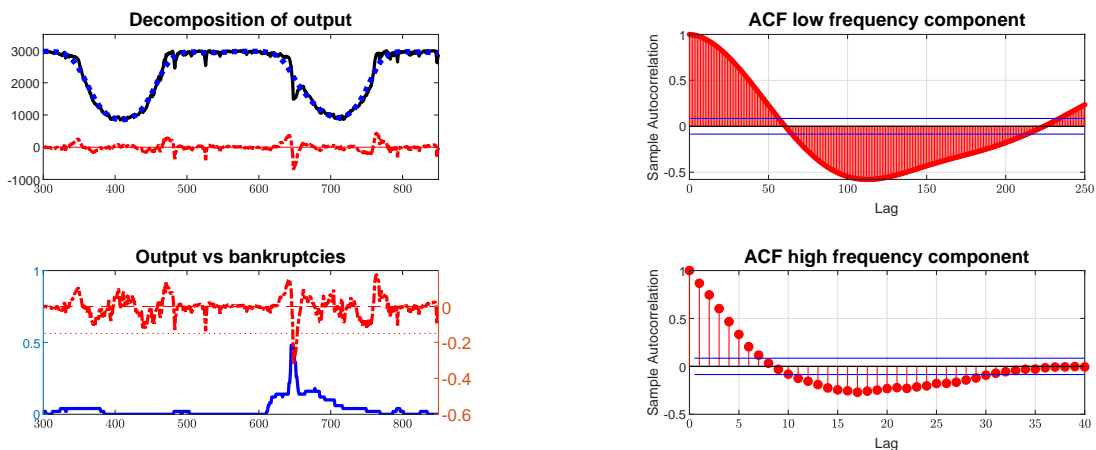 Decomposition of output
3000
2000
1000
0
-1000
300 400 500 600 700 800
ACF low frequency component
Sample Autocorrelation
1
0.5
0
-0.5
0 50 100 150 200 250
Lag
Output vs bankruptcies
1
0.5
0
0
-0.2
-0.4
-0.6
300 400 500 600 700 800
ACF high frequency component
Sample Autocorrelation
1
0.5
0
-0.5
0 5 10 15 20 25 30 35 40
Lag